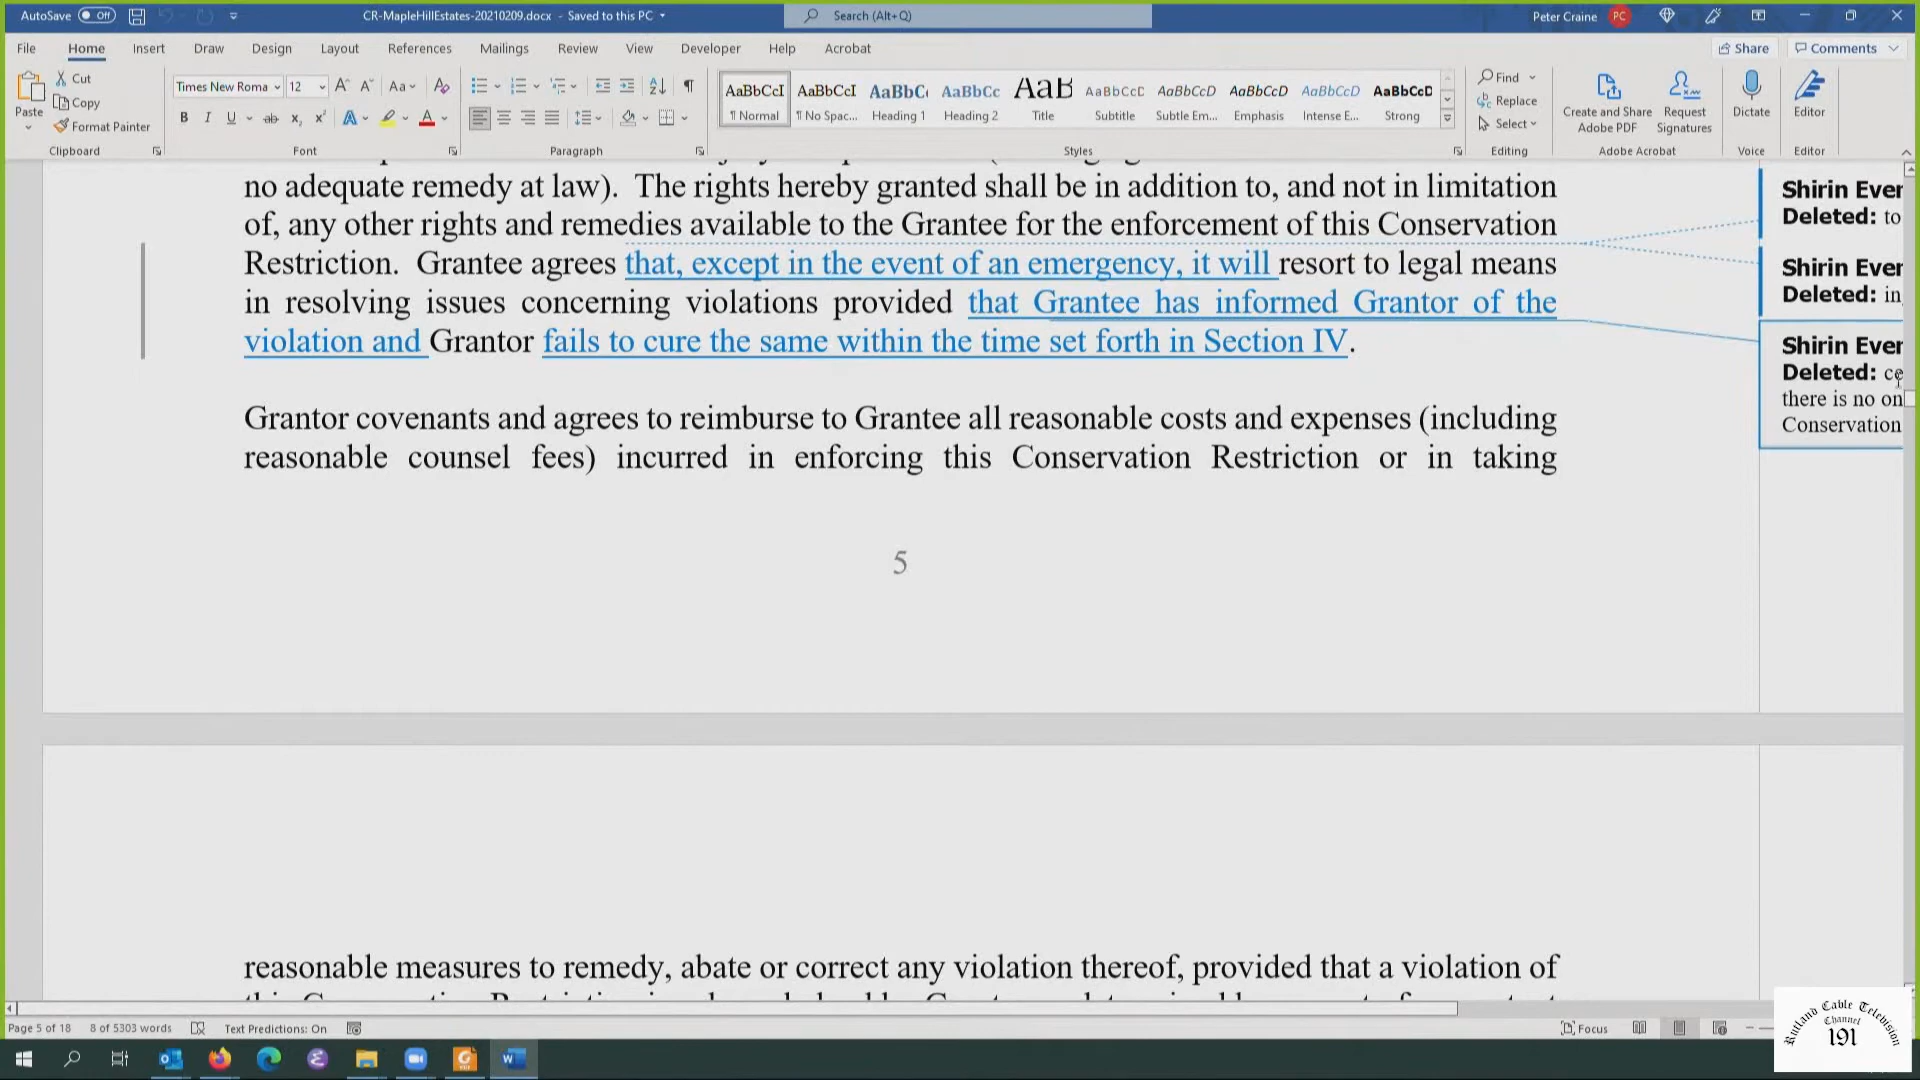 AutoSave Off
CR-MapleHillEstates-20210209.docx - Saved to this PC
Search (Alt+Q)
Peter Craine PC
File Home Insert Draw Design Layout References Mailings Review View Developer Help Acrobat
Share Comments
Paste
Cut
Copy
Format Painter
Clipboard
Times New Roma 12
Font
Paragraph
AaBbCcI AaBbCcI AaBbC AaBbCc AaB AaBbCcD AaBbCcD AaBbCcD AaBbCcD AaBbCcD
¶ Normal ¶ No Spac... Heading 1 Heading 2 Title Subtitle Subtle Em... Emphasis Intense E... Strong
Styles
Find
Replace
Select
Editing
Create and Share Adobe PDF
Request Signatures
Adobe Acrobat
Dictate
Voice
Editor
Editor
no adequate remedy at law). The rights hereby granted shall be in addition to, and not in limitation
of, any other rights and remedies available to the Grantee for the enforcement of this Conservation
Restriction. Grantee agrees that, except in the event of an emergency, it will resort to legal means
in resolving issues concerning violations provided that Grantee has informed Grantor of the
violation and Grantor fails to cure the same within the time set forth in Section IV.
Grantor covenants and agrees to reimburse to Grantee all reasonable costs and expenses (including
reasonable counsel fees) incurred in enforcing this Conservation Restriction or in taking
5
Shirin Ever
Deleted: to
Shirin Ever
Deleted: in
Shirin Ever
Deleted: ce
there is no on
Conservation
reasonable measures to remedy, abate or correct any violation thereof, provided that a violation of
Page 5 of 18 8 of 5303 words Text Predictions: On
Focus
Rutland Cable Television
Channel
191